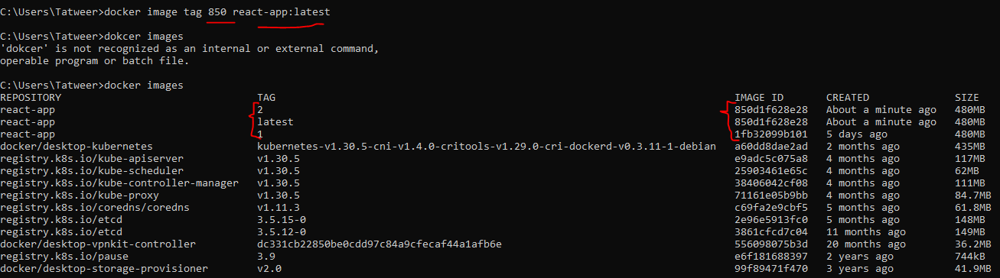 C:\Users\Tatweer>docker image tag 850 react-app:latest
C:\Users\Tatweer>dokcer images
'dokcer' is not recognized as an internal or external command,
operable program or batch file.
C:\Users\Tatweer>docker images
REPOSITORY TAG IMAGE ID CREATED SIZE
react-app 2 850d1f628e28 About a minute ago 480MB
react-app latest 850d1f628e28 About a minute ago 480MB
react-app 1 1fb32099b101 5 days ago 480MB
docker/desktop-kubernetes kubernetes-v1.30.5-cni-v1.4.0-critools-v1.29.0-cri-dockerd-v0.3.11-1-debian a60dd8dae2ad 2 months ago 435MB
registry.k8s.io/kube-apiserver v1.30.5 e9adc5c075a8 4 months ago 117MB
registry.k8s.io/kube-scheduler v1.30.5 25903461e65c 4 months ago 62MB
registry.k8s.io/kube-controller-manager v1.30.5 38406042cf08 4 months ago 111MB
registry.k8s.io/kube-proxy v1.30.5 71161e05b9bb 4 months ago 84.7MB
registry.k8s.io/coredns/coredns v1.11.3 c69fa2e9cbf5 5 months ago 61.8MB
registry.k8s.io/etcd 3.5.15-0 2e96e5913fc0 5 months ago 148MB
registry.k8s.io/etcd 3.5.12-0 3861cfcd7c04 11 months ago 149MB
docker/desktop-vpnkit-controller dc331cb22850be0cdd97c84a9cfecaf44a1afb6e 556098075b3d 20 months ago 36.2MB
registry.k8s.io/pause 3.9 e6f181688397 2 years ago 744kB
docker/desktop-storage-provisioner v2.0 99f89471f470 3 years ago 41.9MB